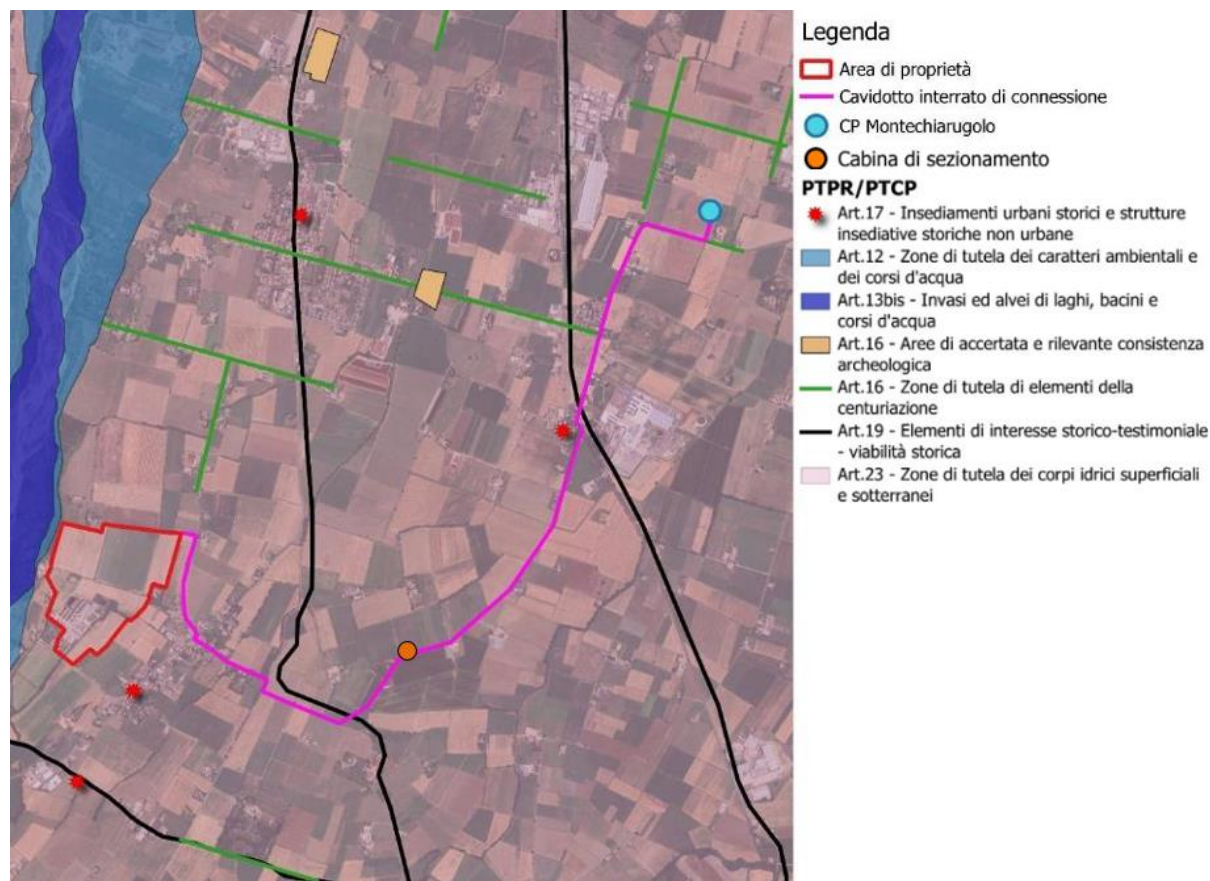 Legenda
Area di proprietà
Cavidotto interrato di connessione
CP Montechiarugolo
Cabina di sezionamento
PTPR/PTCP
Art.17 - Insediamenti urbani storici e strutture
insediative storiche non urbane
Art.12 - Zone di tutela dei caratteri ambientali e
dei corsi d'acqua
Art.13bis - Invasi ed alvei di laghi, bacini e
corsi d'acqua
Art.16 - Aree di accertata e rilevante consistenza
archeologica
Art.16 - Zone di tutela di elementi della
centuriazione
Art.19 - Elementi di interesse storico-testimoniale
- viabilità storica
Art.23 - Zone di tutela dei corpi idrici superficiali
e sotterranei